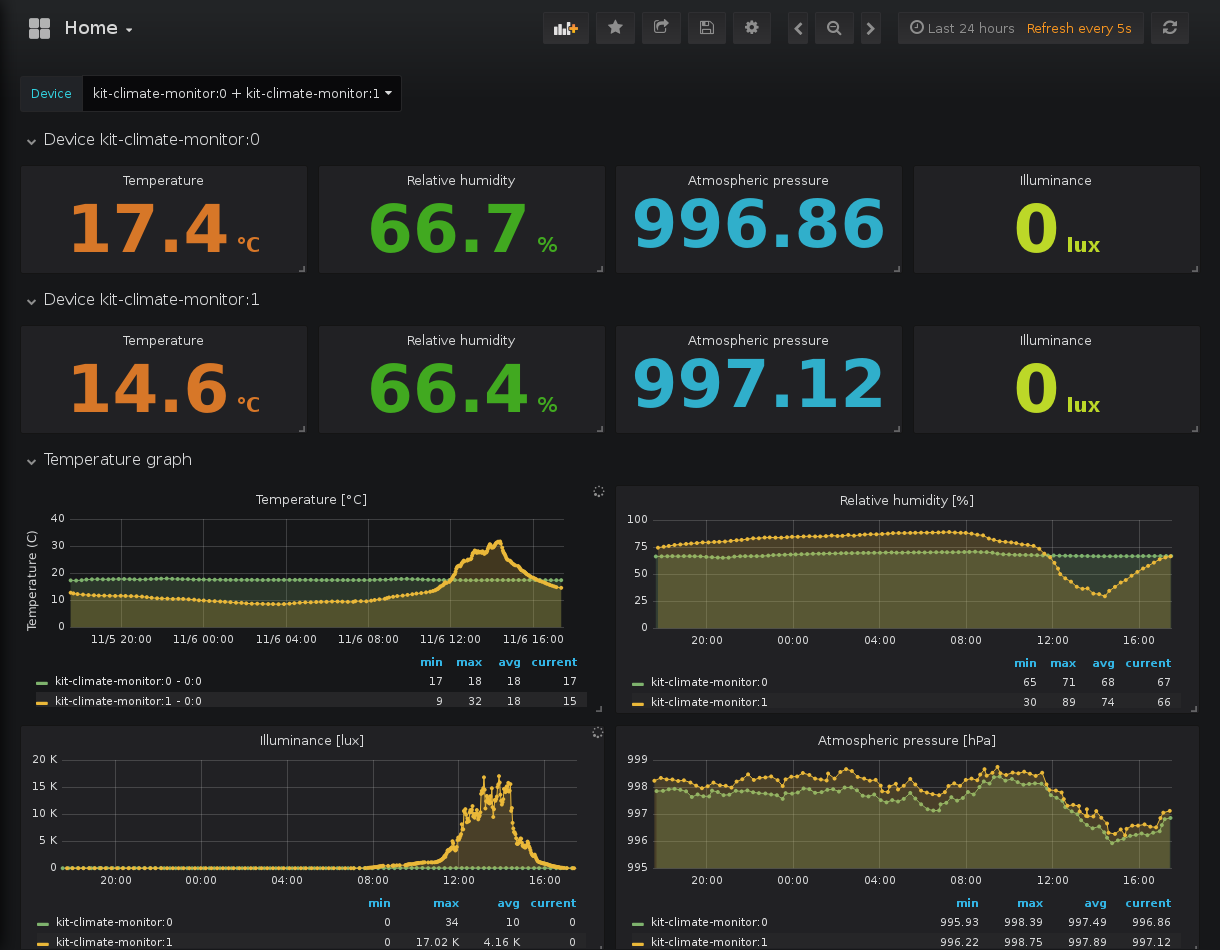 Home
Last 24 hours Refresh every 5s
Device kit-climate-monitor:0 + kit-climate-monitor:1
Device kit-climate-monitor:0
Temperature Relative humidity Atmospheric pressure Illuminance
17.4 °C 66.7 % 996.86 0 lux
Device kit-climate-monitor:1
Temperature Relative humidity Atmospheric pressure Illuminance
14.6 °C 66.4 % 997.12 0 lux
Temperature graph
Temperature [°C]
Temperature (C)
40
30
20
10
0
11/5 20:00 11/6 00:00 11/6 04:00 11/6 08:00 11/6 12:00 11/6 16:00
min max avg current
kit-climate-monitor:0 - 0:0 17 18 18 17
kit-climate-monitor:1 - 0:0 9 32 18 15
Relative humidity [%]
100
75
50
25
0
20:00 00:00 04:00 08:00 12:00 16:00
min max avg current
kit-climate-monitor:0 65 71 68 67
kit-climate-monitor:1 30 89 74 66
Illuminance [lux]
20 K
15 K
10 K
5 K
0
20:00 00:00 04:00 08:00 12:00 16:00
min max avg current
kit-climate-monitor:0 0 34 10 0
kit-climate-monitor:1 0 17.02 K 4.16 K 0
Atmospheric pressure [hPa]
999
998
997
996
995
20:00 00:00 04:00 08:00 12:00 16:00
min max avg current
kit-climate-monitor:0 995.93 998.39 997.49 996.86
kit-climate-monitor:1 996.22 998.75 997.89 997.12